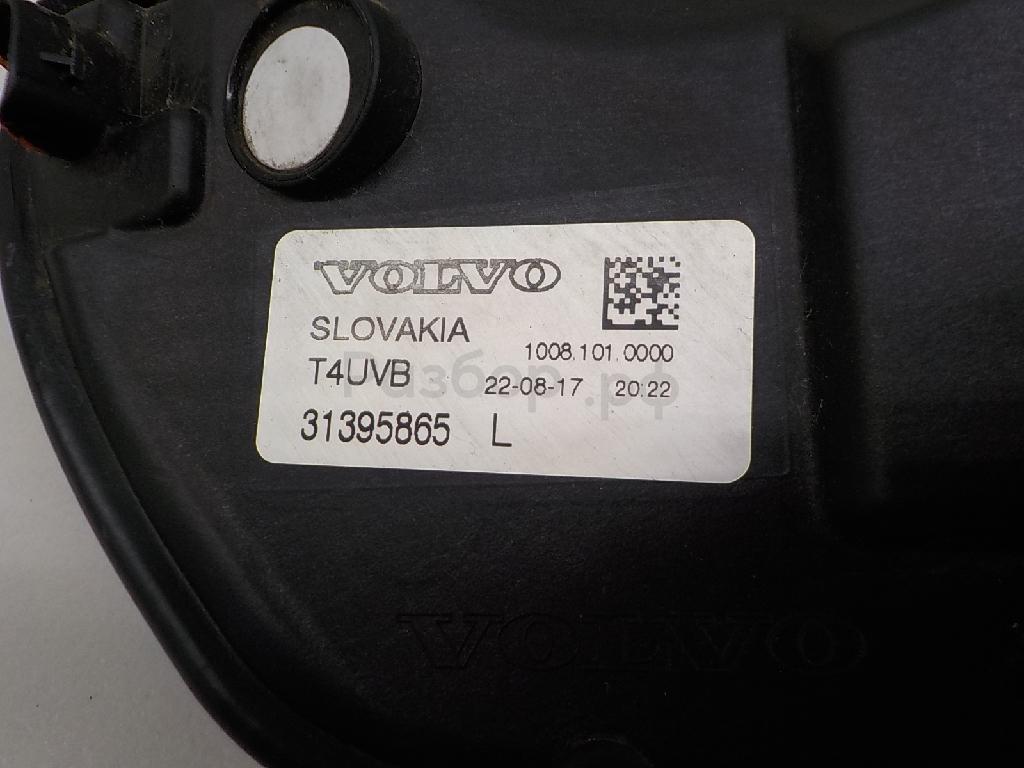 VOLVO
SLOVAKIA
1008.101.0000
T4UVB 22-08-17 20:22
Разбор.рф
31395865 L
VOLVO